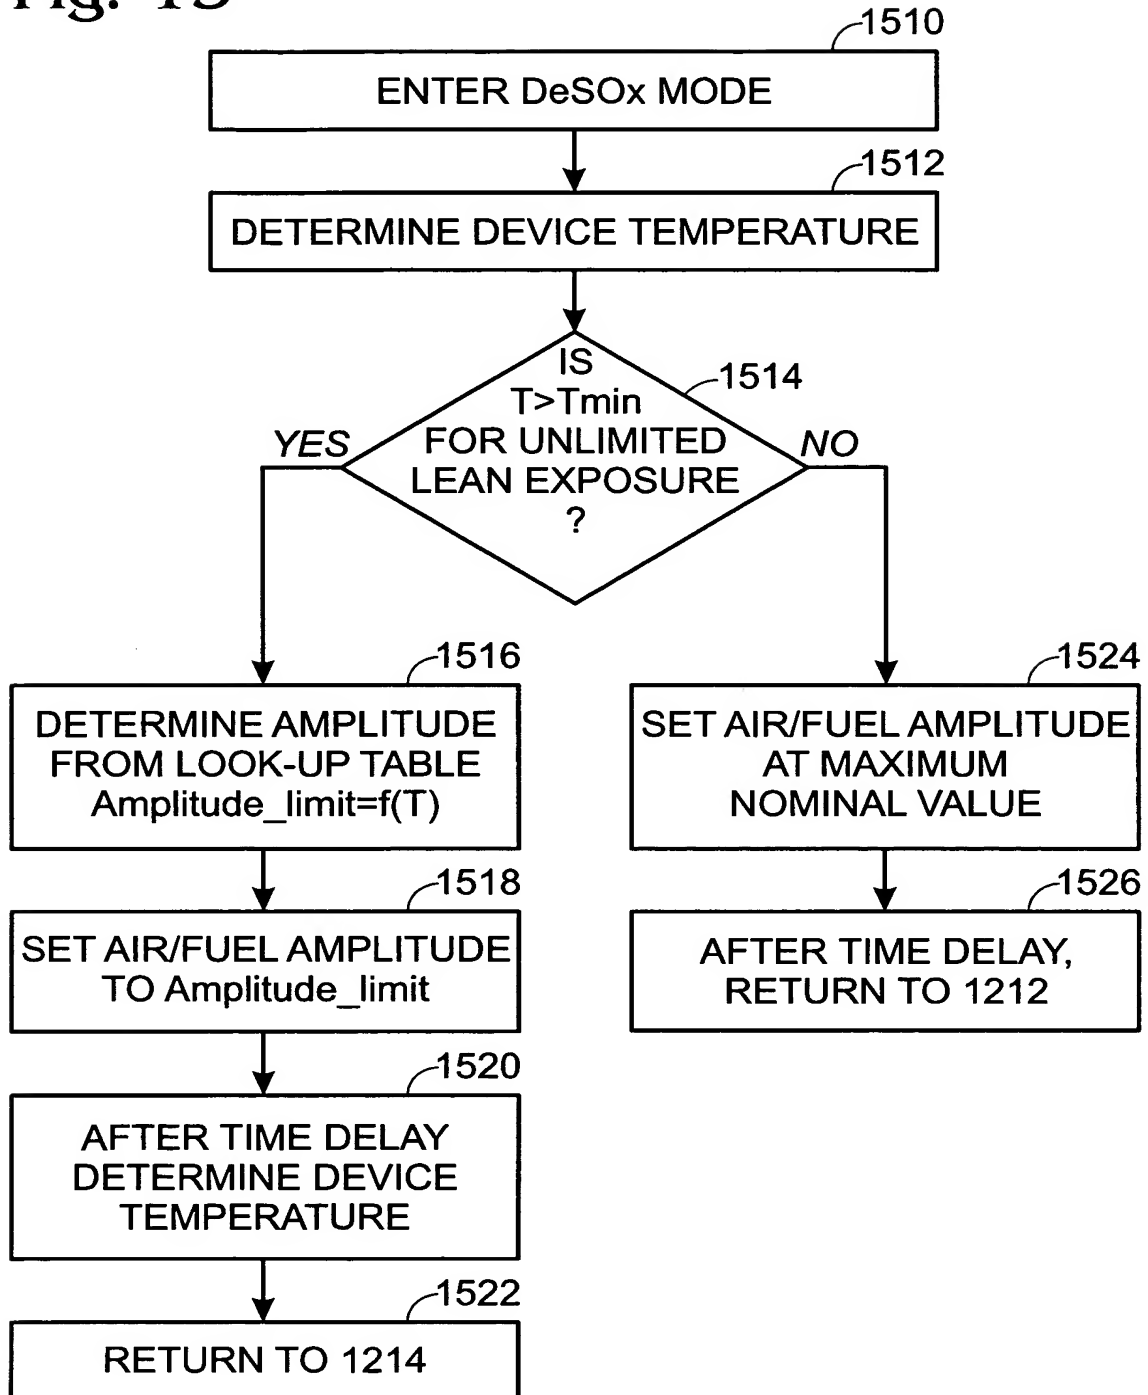 Fig. 15
1510
ENTER DeSOx MODE
1512
DETERMINE DEVICE TEMPERATURE
1514
IS
T>Tmin
FOR UNLIMITED
LEAN EXPOSURE
?
YES
NO
1516
DETERMINE AMPLITUDE
FROM LOOK-UP TABLE
Amplitude_limit=f(T)
1518
SET AIR/FUEL AMPLITUDE
TO Amplitude_limit
1520
AFTER TIME DELAY
DETERMINE DEVICE
TEMPERATURE
1522
RETURN TO 1214
1524
SET AIR/FUEL AMPLITUDE
AT MAXIMUM
NOMINAL VALUE
1526
AFTER TIME DELAY,
RETURN TO 1212